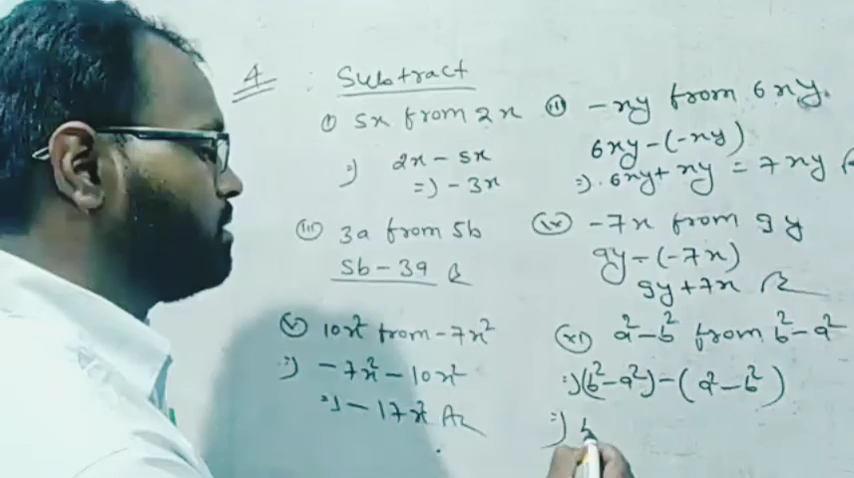 4 : Subtract
(i) 5x from 2x
=) 2x - 5x
=) - 3x
(ii) -xy from 6xy.
6xy-(-xy)
=) 6xy + xy = 7xy
(iii) 3a from 5b
5b - 3a
(iv) -7x from 9y
9y-(-7x)
9y+7x
(v) 10x² from -7x²
=) -7x² - 10x²
=) - 17x²
(vi) a²-b² from b²-a²
=) (b²-a²)-(a²-b²)
=)